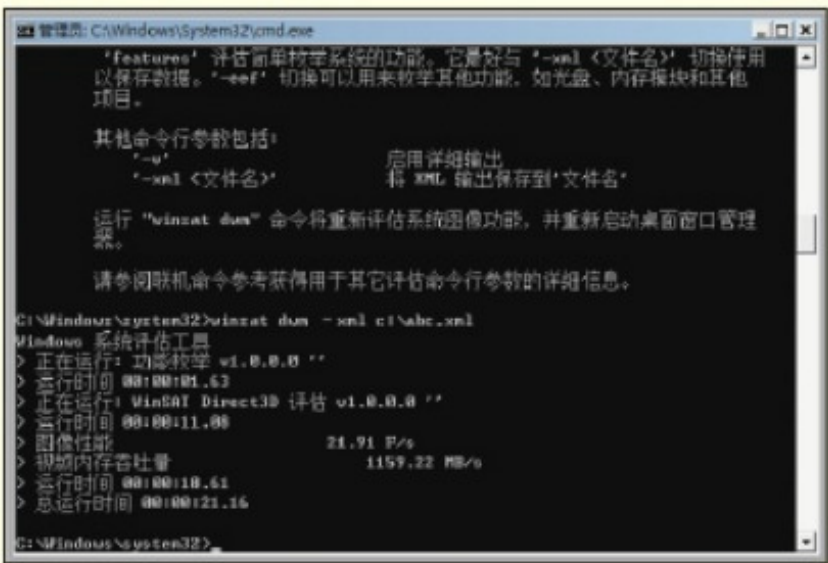 管理员: C:\Windows\System32\cmd.exe
'features' 评估简单枚举系统的功能。它最好与 '-xml <文件名>' 切换使用
以保存数据。'-eef' 切换可以用来枚举其他功能，如光盘、内存模块和其他
项目。
其他命令行参数包括:
'-v' 启用详细输出
'-xml <文件名>' 将 XML 输出保存到'文件名'
运行 "winsat dwm" 命令将重新评估系统图像功能，并重新启动桌面窗口管理
器。
请参阅联机命令参考获得用于其它评估命令行参数的详细信息。
C:\Windows\system32>winsat dwm -xml c:\abc.xml
Windows 系统评估工具
> 正在运行: 功能枚举 v1.0.0.0 ''
> 运行时间 00:00:01.63
> 正在运行: WinSAT Direct3D 评估 v1.0.0.0 ''
> 运行时间 00:00:11.08
> 图像性能 21.91 F/s
> 视频内存吞吐量 1159.22 MB/s
> 运行时间 00:00:18.61
> 总运行时间 00:00:21.16
C:\Windows\system32>_